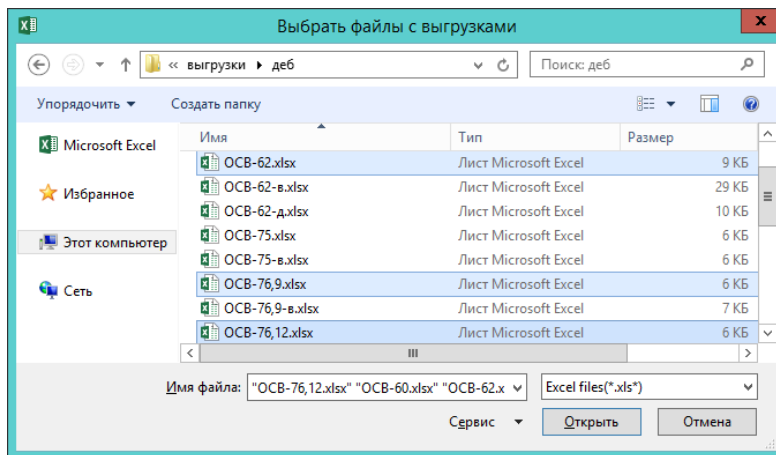 Выбрать файлы с выгрузками
x
« выгрузки деб
Поиск: деб
Упорядочить Создать папку
Microsoft Excel
Избранное
Этот компьютер
Сеть
Имя Тип Размер
ОСВ-62.xlsx Лист Microsoft Excel 9 КБ
ОСВ-62-в.xlsx Лист Microsoft Excel 29 КБ
ОСВ-62-д.xlsx Лист Microsoft Excel 10 КБ
ОСВ-75.xlsx Лист Microsoft Excel 6 КБ
ОСВ-75-в.xlsx Лист Microsoft Excel 6 КБ
ОСВ-76,9.xlsx Лист Microsoft Excel 6 КБ
ОСВ-76,9-в.xlsx Лист Microsoft Excel 7 КБ
ОСВ-76,12.xlsx Лист Microsoft Excel 6 КБ
Имя файла: "ОСВ-76,12.xlsx" "ОСВ-60.xlsx" "ОСВ-62.x Excel files(*.xls*)
Сервис Открыть Отмена